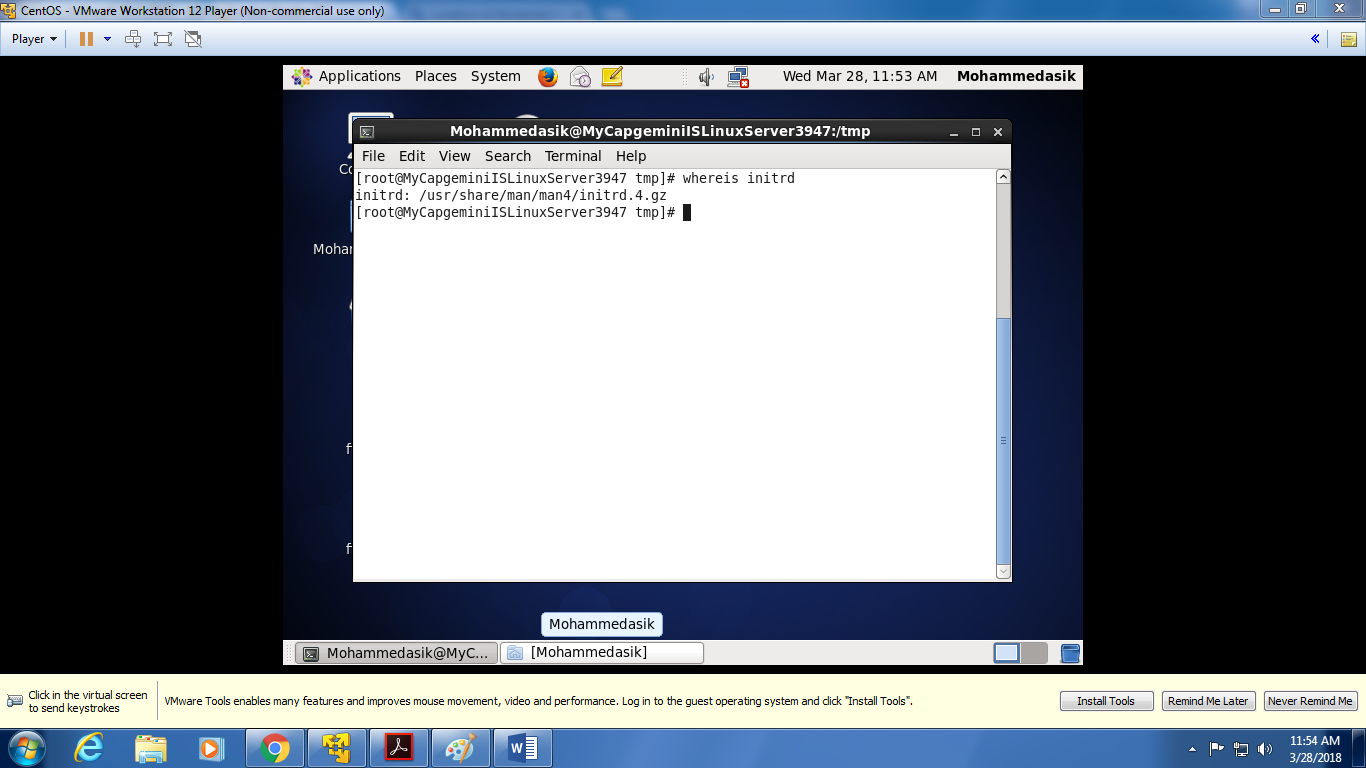 CentOS - VMware Workstation 12 Player (Non-commercial use only)
Player
Applications Places System Wed Mar 28, 11:53 AM Mohammedasik
Mohammedasik@MyCapgeminiISLinuxServer3947:/tmp
File Edit View Search Terminal Help
[root@MyCapgeminiISLinuxServer3947 tmp]# whereis initrd
initrd: /usr/share/man/man4/initrd.4.gz
[root@MyCapgeminiISLinuxServer3947 tmp]#
Mohammedasik
Mohammedasik@MyC... [Mohammedasik]
Click in the virtual screen
to send keystrokes
VMware Tools enables many features and improves mouse movement, video and performance. Log in to the guest operating system and click "Install Tools".
Install Tools Remind Me Later Never Remind Me
11:54 AM
3/28/2018